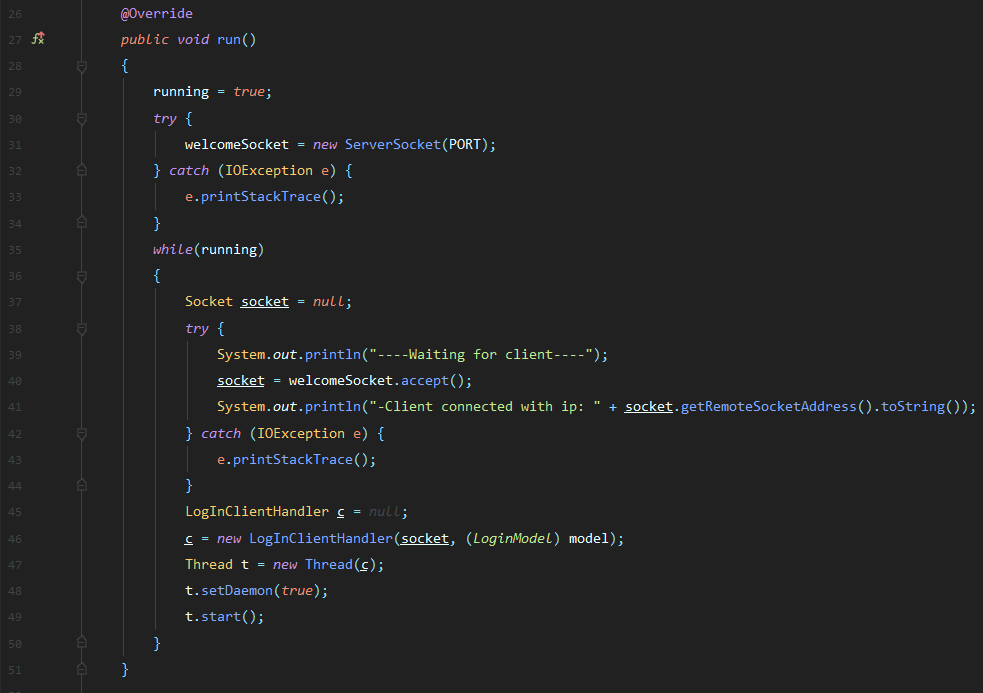 26 @Override
27 public void run()
28 {
29 running = true;
30 try {
31 welcomeSocket = new ServerSocket(PORT);
32 } catch (IOException e) {
33 e.printStackTrace();
34 }
35 while(running)
36 {
37 Socket socket = null;
38 try {
39 System.out.println("----Waiting for client----");
40 socket = welcomeSocket.accept();
41 System.out.println("-Client connected with ip: " + socket.getRemoteSocketAddress().toString());
42 } catch (IOException e) {
43 e.printStackTrace();
44 }
45 LogInClientHandler c = null;
46 c = new LogInClientHandler(socket, (LoginModel) model);
47 Thread t = new Thread(c);
48 t.setDaemon(true);
49 t.start();
50 }
51 }